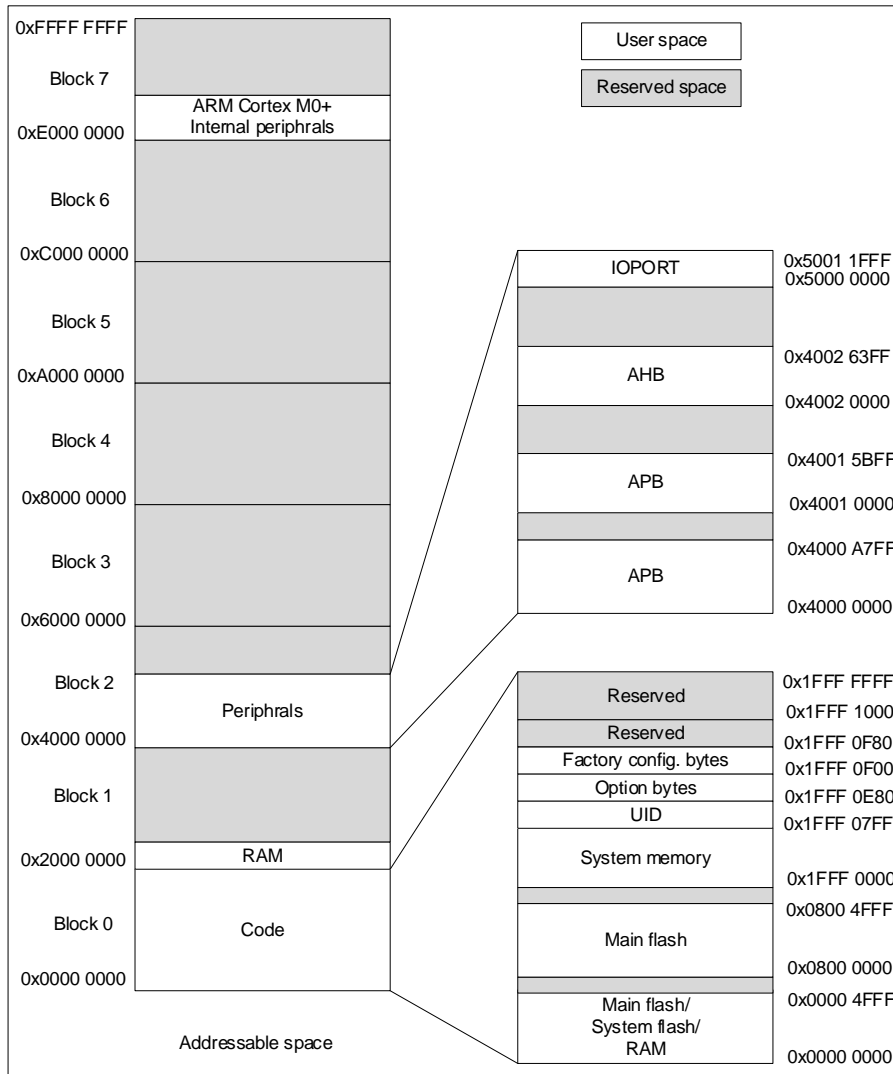 0xFFFF FFFF
Block 7
ARM Cortex M0+
Internal periphrals
0xE000 0000
Block 6
0xC000 0000
Block 5
0xA000 0000
Block 4
0x8000 0000
Block 3
0x6000 0000
Block 2
Periphrals
0x4000 0000
Block 1
0x2000 0000
RAM
Block 0
Code
0x0000 0000
Addressable space
User space
Reserved space
IOPORT
0x5001 1FFF
0x5000 0000
0x4002 63FF
AHB
0x4002 0000
0x4001 5BFF
APB
0x4001 0000
0x4000 A7FF
APB
0x4000 0000
0x1FFF FFFF
Reserved
0x1FFF 1000
Reserved
0x1FFF 0F80
Factory config. bytes
0x1FFF 0F00
Option bytes
0x1FFF 0E80
UID
0x1FFF 07FF
System memory
0x1FFF 0000
0x0800 4FFF
Main flash
0x0800 0000
0x0000 4FFF
Main flash/
System flash/
RAM
0x0000 0000